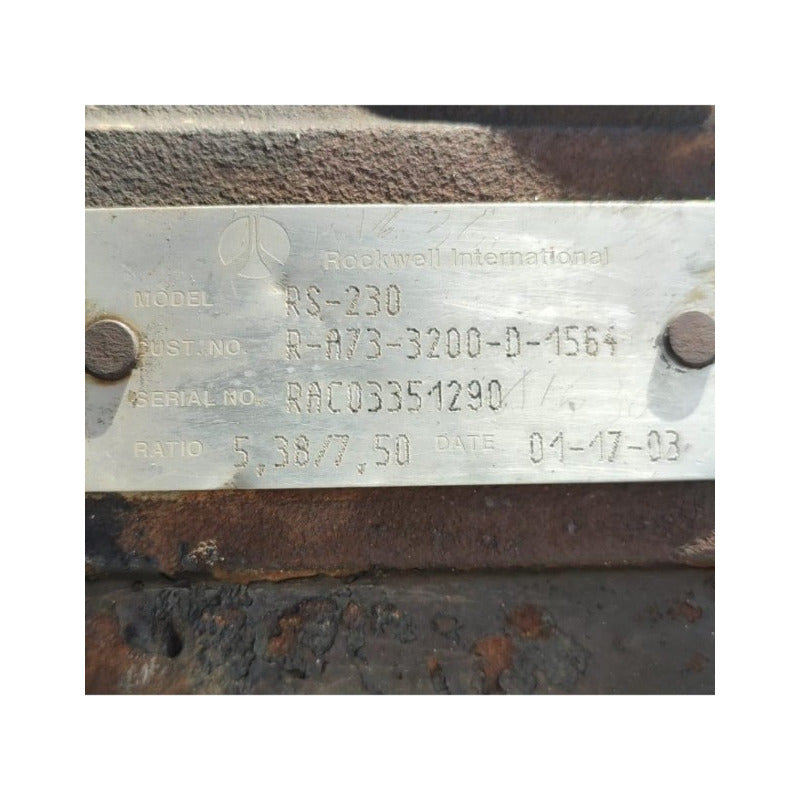 Rockwell International
MODEL RS-230
CUST. NO. R-A73-3200-D-1564
SERIAL NO. RAC03351290
RATIO 5,38/7,50 DATE 01-17-03